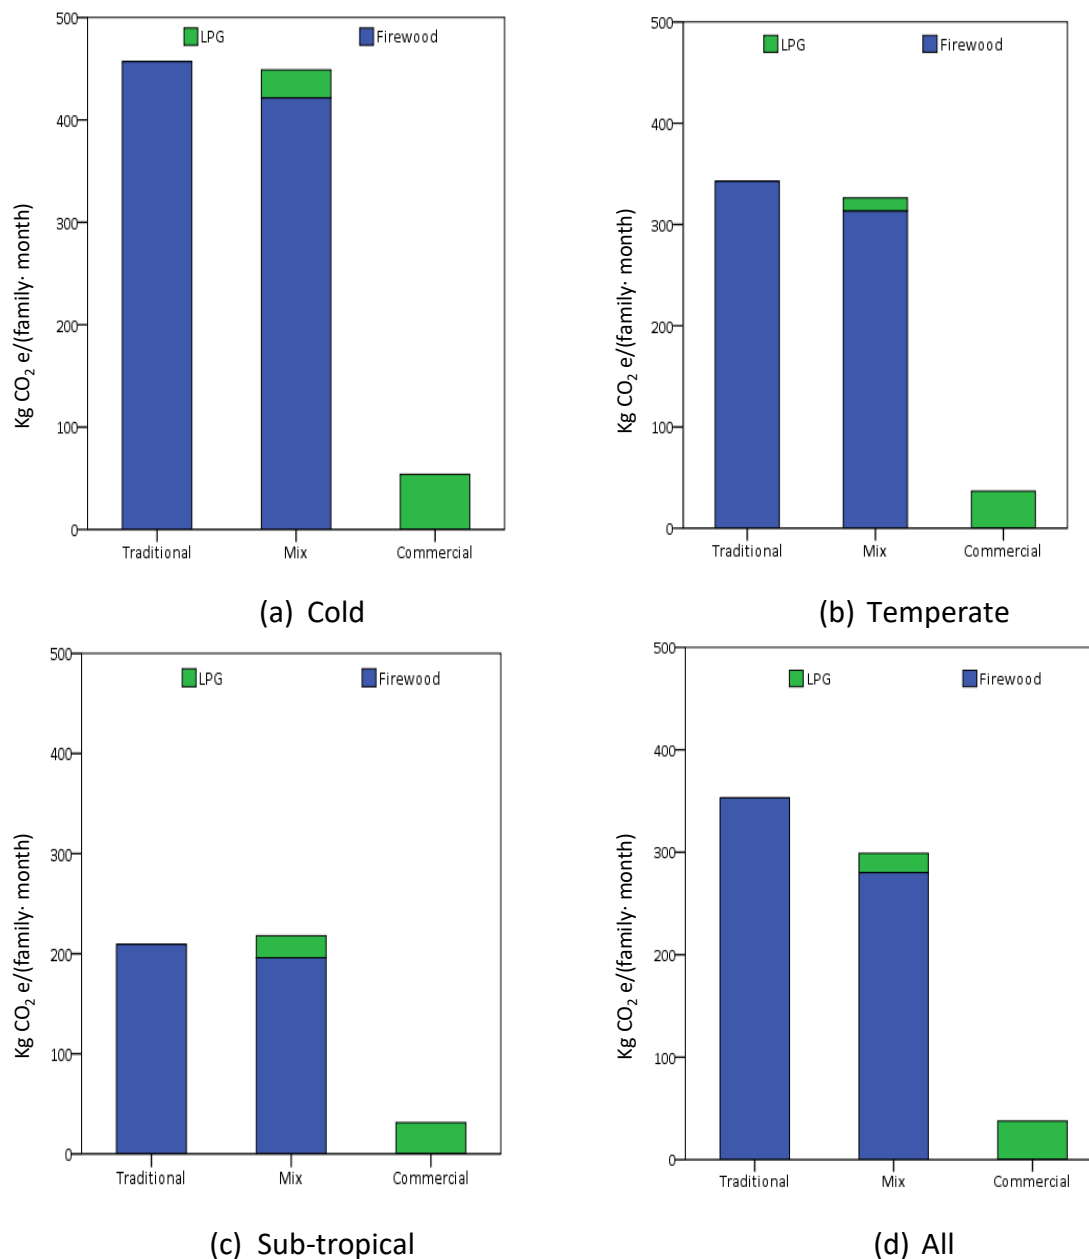 500
400
300
200
100
0
Kg CO₂ e/(family· month)
LPG
Firewood
Traditional
Mix
Commercial
(a) Cold
500
400
300
200
100
0
Kg CO₂ e/(family· month)
LPG
Firewood
Traditional
Mix
Commercial
(b) Temperate
500
400
300
200
100
0
Kg CO₂ e/(family· month)
LPG
Firewood
Traditional
Mix
Commercial
(c) Sub-tropical
500
400
300
200
100
0
Kg CO₂ e/(family· month)
LPG
Firewood
Traditional
Mix
Commercial
(d) All